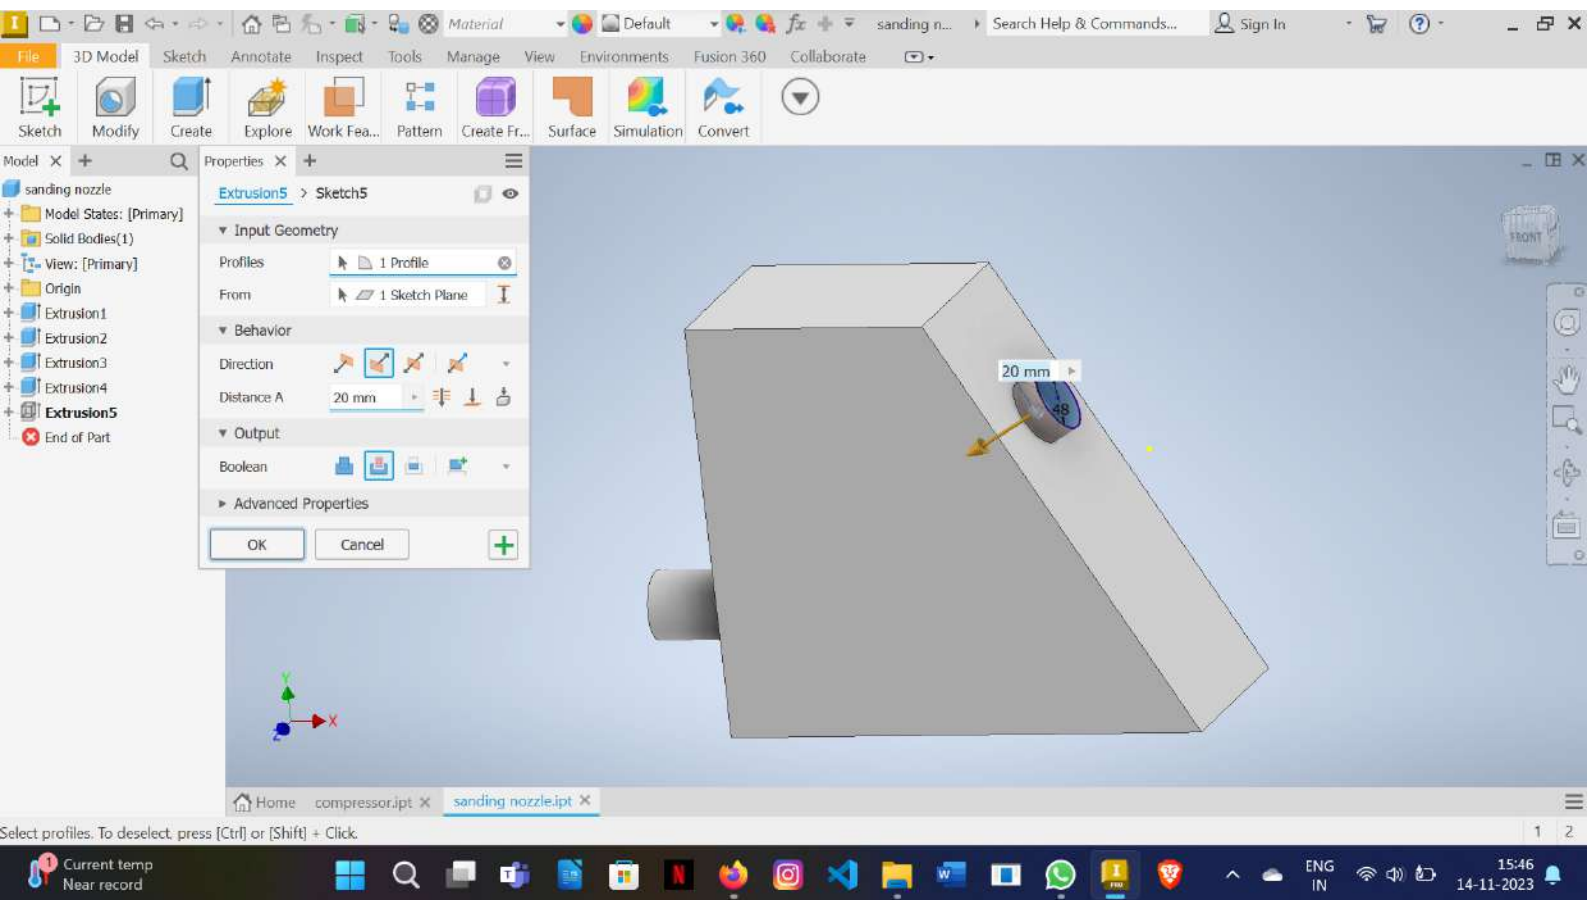 I Material Default fx sanding n... Search Help & Commands... Sign In ?
File 3D Model Sketch Annotate Inspect Tools Manage View Environments Fusion 360 Collaborate
Sketch Modify Create Explore Work Fea... Pattern Create Fr... Surface Simulation Convert
Model Properties
sanding nozzle
Model States: [Primary]
Solid Bodies(1)
View: [Primary]
Origin
Extrusion1
Extrusion2
Extrusion3
Extrusion4
Extrusion5
End of Part
Extrusion5 > Sketch5
Input Geometry
Profiles 1 Profile
From 1 Sketch Plane
Behavior
Direction
Distance A 20 mm
Output
Boolean
Advanced Properties
OK Cancel
FRONT
20 mm
48
Y
X
Z
Home compressor.ipt sanding nozzle.ipt
Select profiles. To deselect, press [Ctrl] or [Shift] + Click.
1 2
1 Current temp
Near record
N I PRO
ENG
IN
15:46
14-11-2023